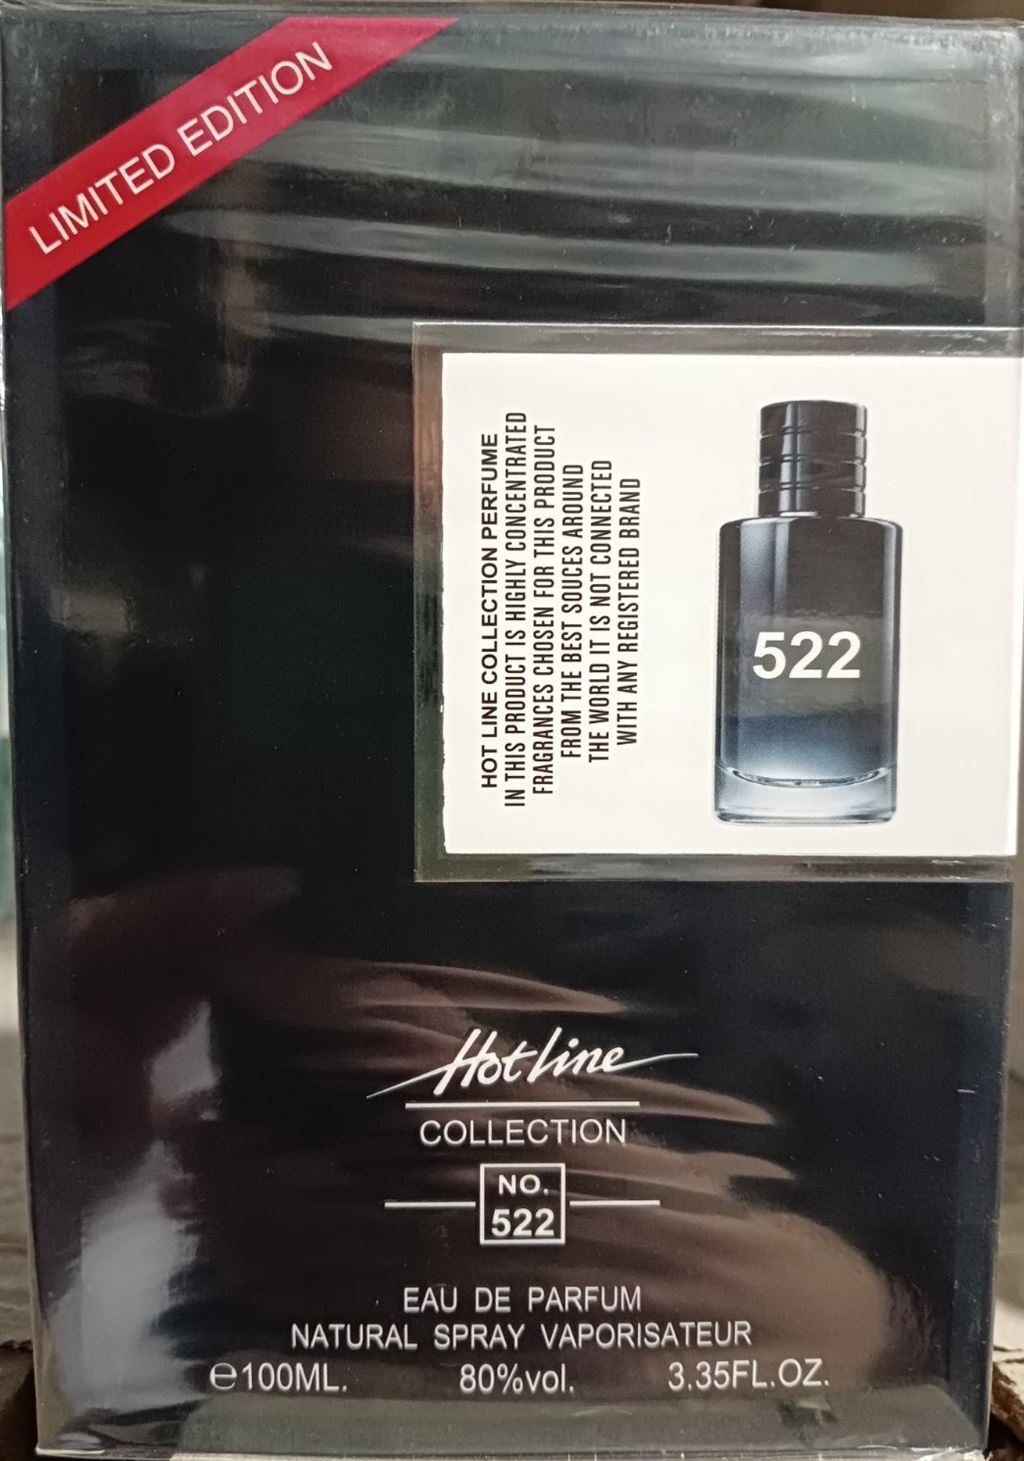 LIMITED EDITION
HOT LINE COLLECTION PERFUME
IN THIS PRODUCT IS HIGHLY CONCENTRATED
FRAGRANCES CHOSEN FOR THIS PRODUCT
FROM THE BEST SOUCES AROUND
THE WORLD IT IS NOT CONNECTED
WITH ANY REGISTERED BRAND
522
Hot line
COLLECTION
NO.
522
EAU DE PARFUM
NATURAL SPRAY VAPORISATEUR
℮100ML. 80%vol. 3.35FL.OZ.